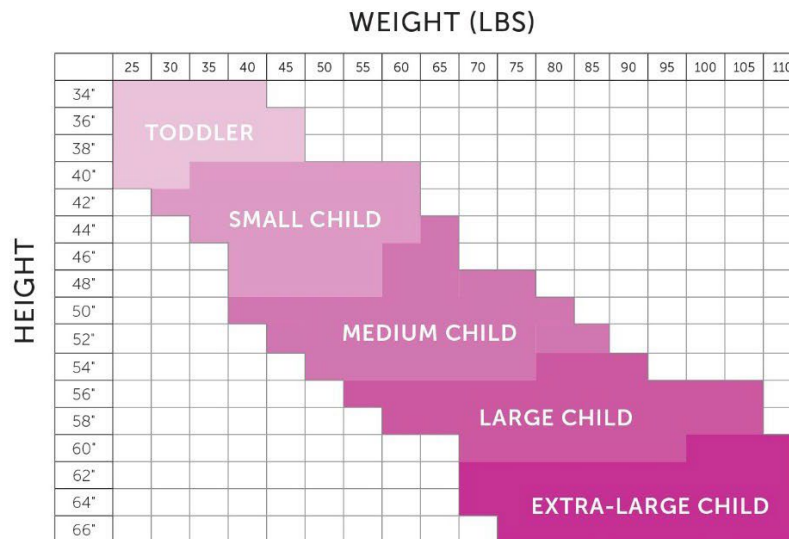 WEIGHT (LBS)
25 30 35 40 45 50 55 60 65 70 75 80 85 90 95 100 105 110
34"
36"
TODDLER
38"
40"
42"
SMALL CHILD
44"
HEIGHT
46"
48"
50"
MEDIUM CHILD
52"
54"
56"
LARGE CHILD
58"
60"
62"
EXTRA-LARGE CHILD
64"
66"